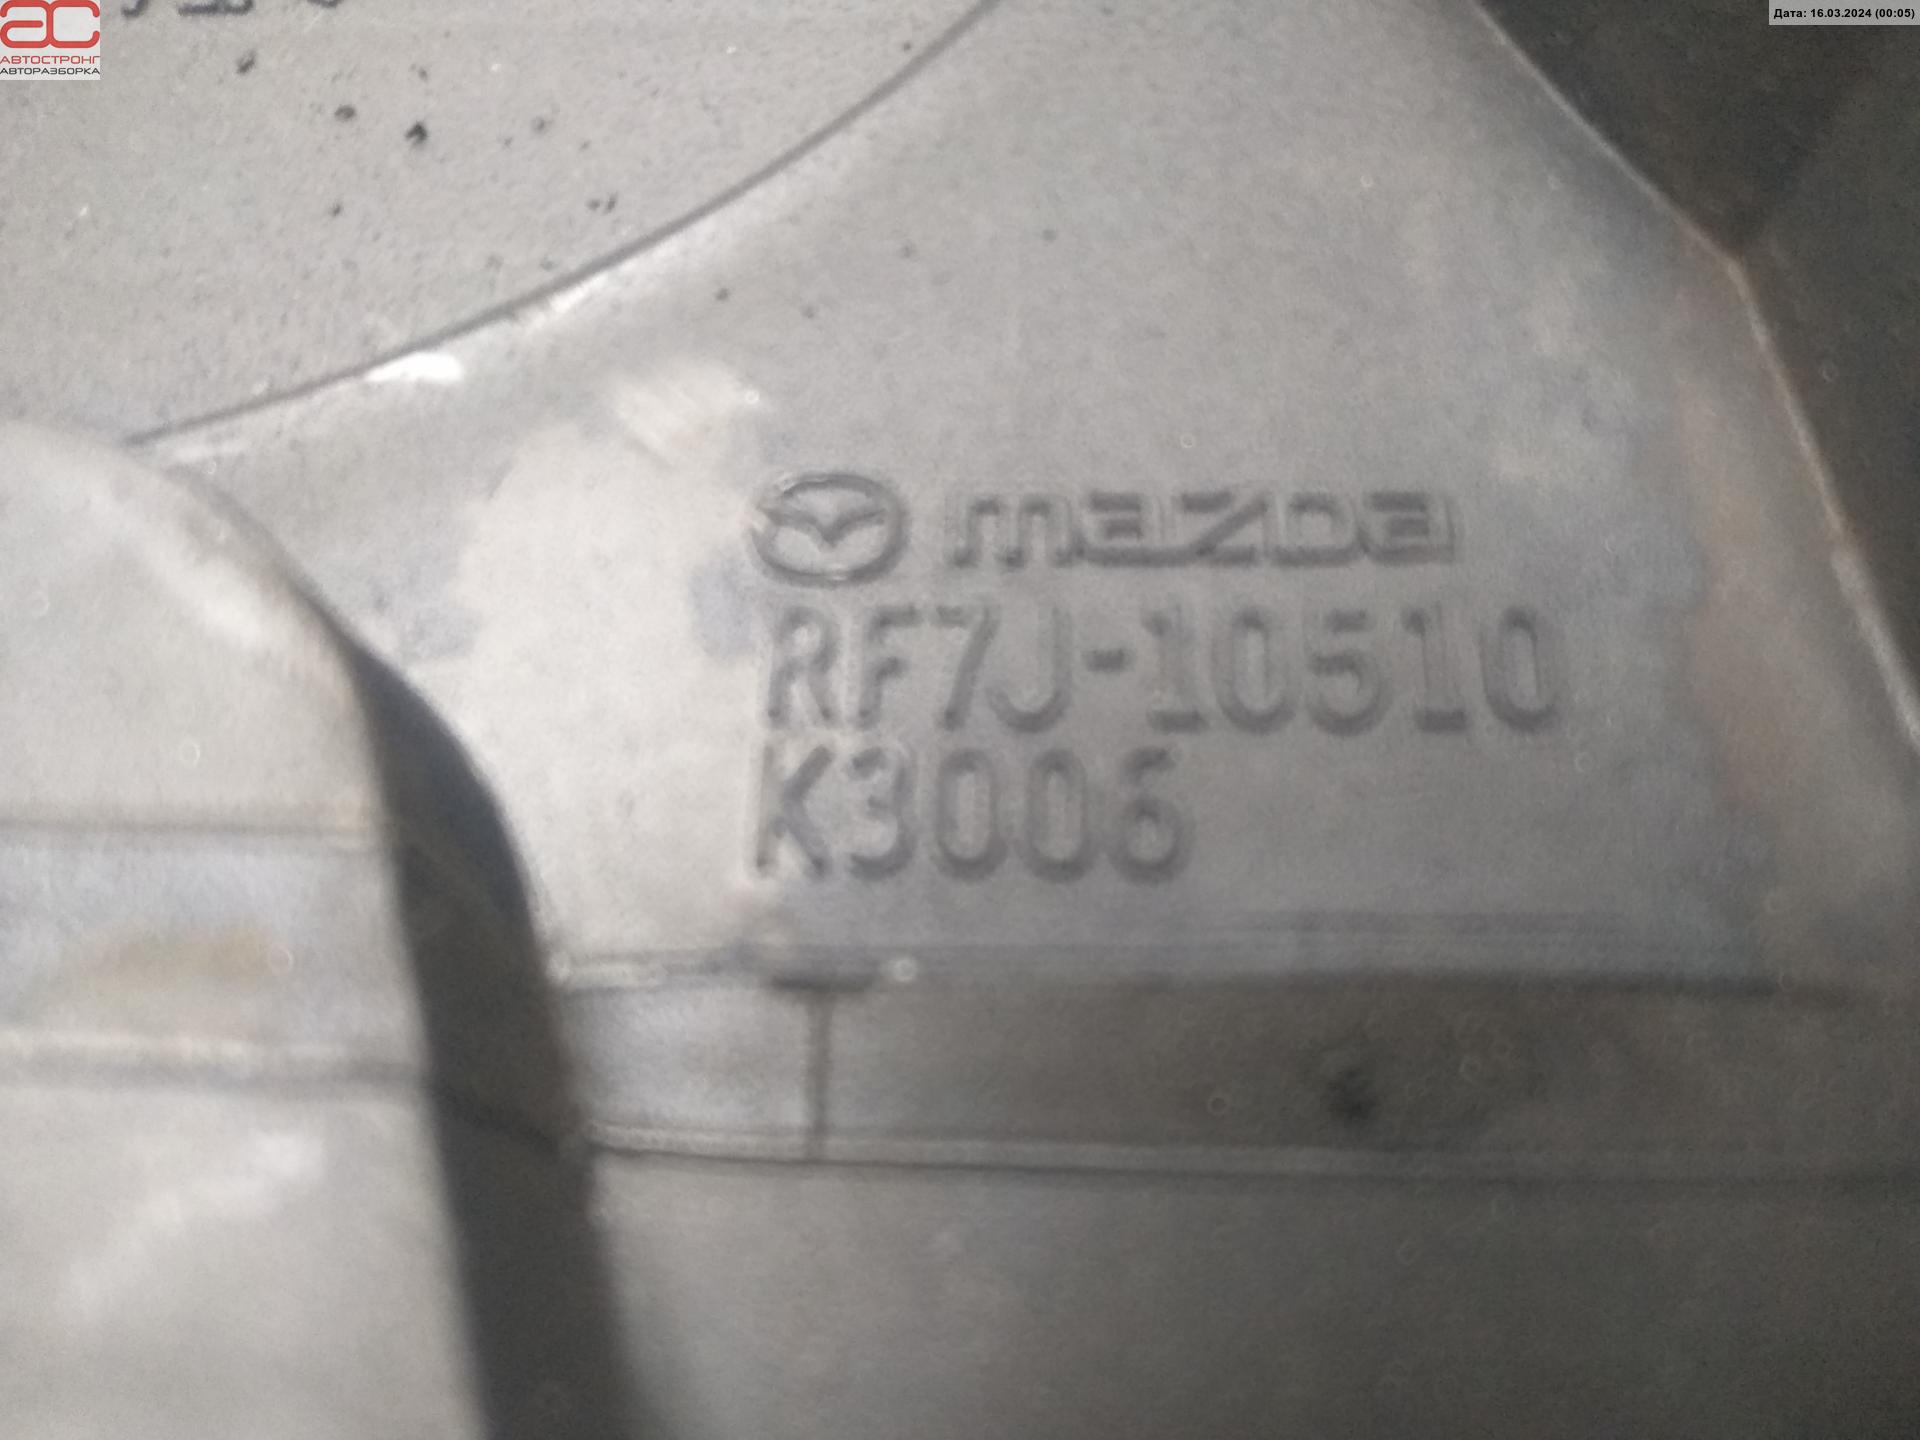 ас
АВТОСТРОНГ
АВТОРАЗБОРКА
Дата: 16.03.2024 (00:05)
mazda
RF7J-10510
K3006